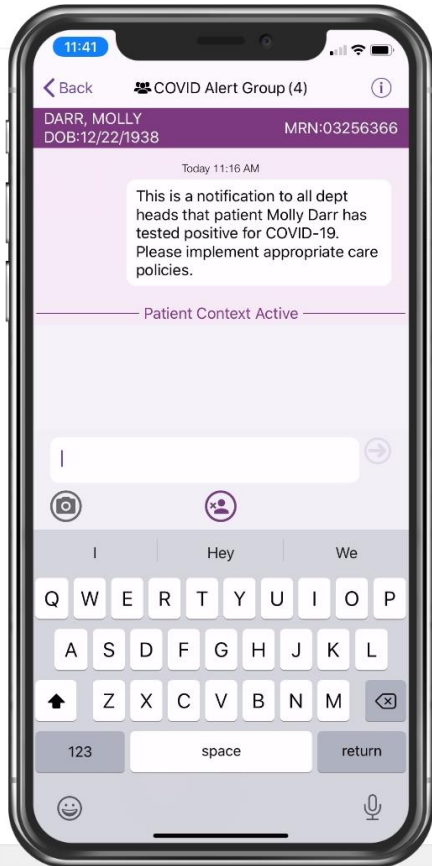 11:41
Back COVID Alert Group (4)
DARR, MOLLY
DOB:12/22/1938 MRN:03256366
Today 11:16 AM
This is a notification to all dept
heads that patient Molly Darr has
tested positive for COVID-19.
Please implement appropriate care
policies.
Patient Context Active
I Hey We
Q W E R T Y U I O P
A S D F G H J K L
Z X C V B N M
123 space return